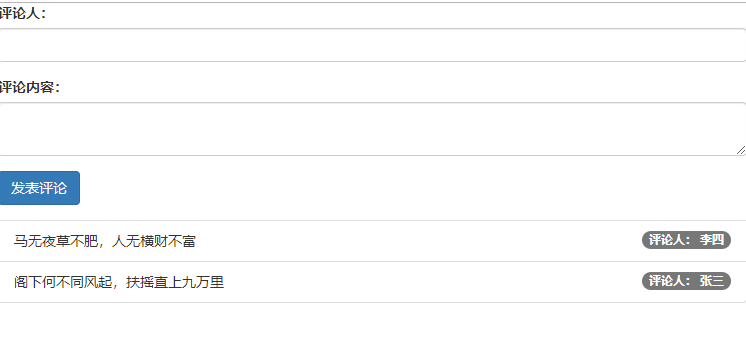 评论人：
评论内容：
发表评论
马无夜草不肥，人无横财不富 评论人： 李四
阁下何不同风起，扶摇直上九万里 评论人： 张三